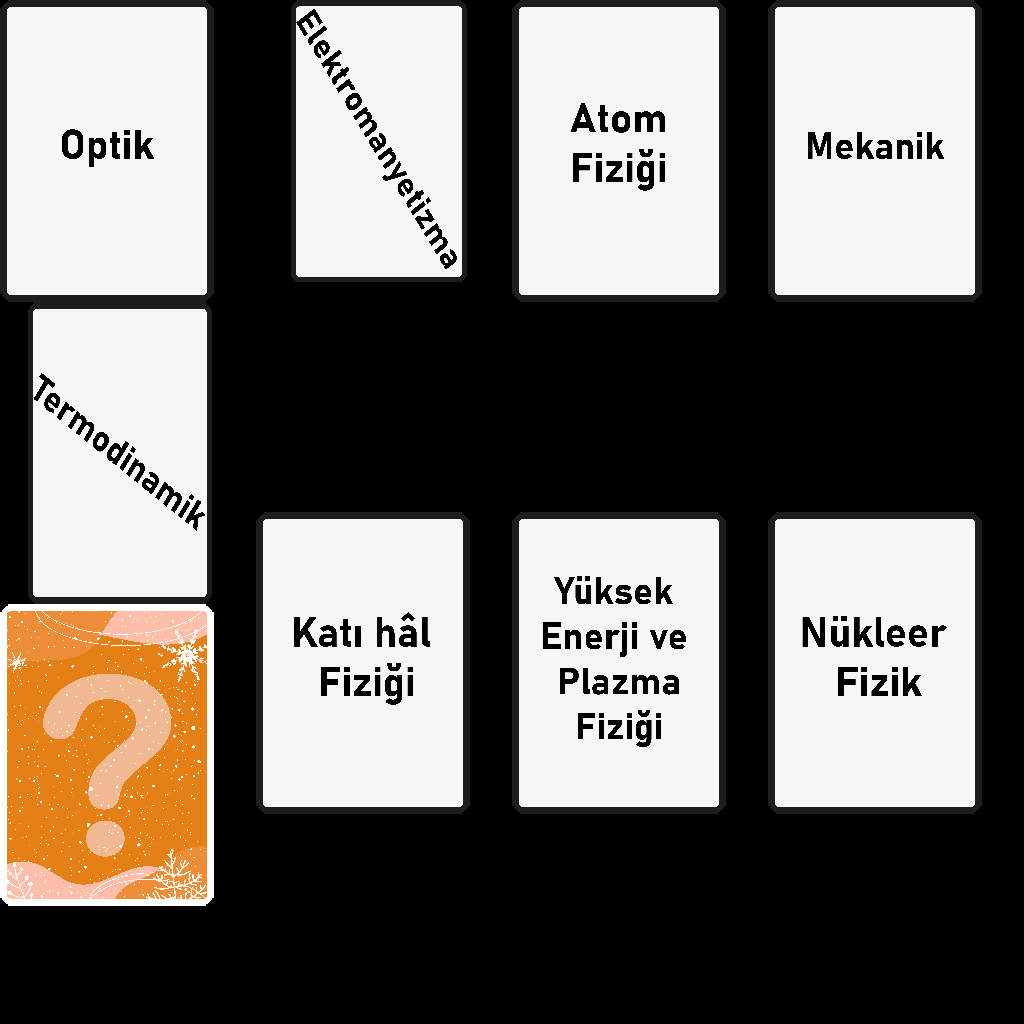 Optik
Elektromanyetizma
Atom
Fiziği
Mekanik
Termodinamik
Katı hâl
Fiziği
Yüksek
Enerji ve
Plazma
Fiziği
Nükleer
Fizik
?